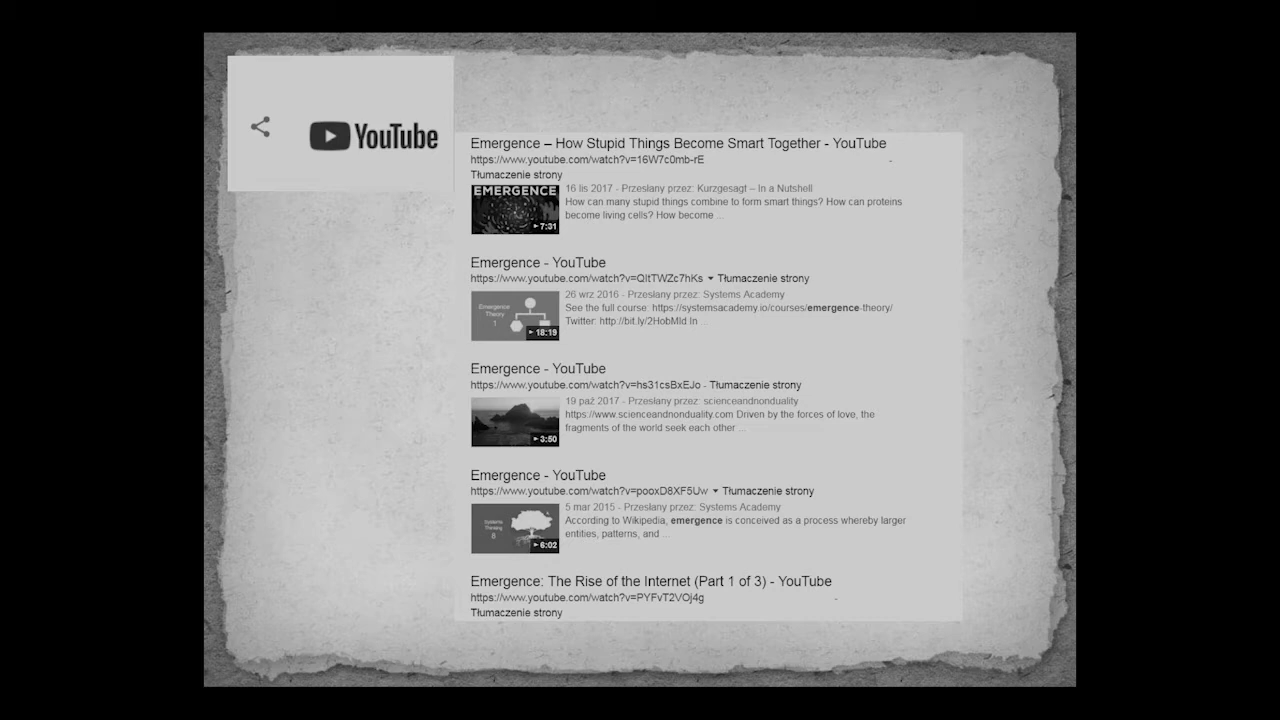 YouTube
Emergence – How Stupid Things Become Smart Together - YouTube
https://www.youtube.com/watch?v=16W7c0mb-rE
Tłumaczenie strony
EMERGENCE
7:31
16 lis 2017 - Przesłany przez: Kurzgesagt – In a Nutshell
How can many stupid things combine to form smart things? How can proteins
become living cells? How become ...
Emergence - YouTube
https://www.youtube.com/watch?v=QItTWZc7hKs Tłumaczenie strony
Emergence
Theory
1
18:19
26 wrz 2016 - Przesłany przez: Systems Academy
See the full course: https://systemsacademy.io/courses/emergence-theory/
Twitter: http://bit.ly/2HobMld In ...
Emergence - YouTube
https://www.youtube.com/watch?v=hs31csBxEJo - Tłumaczenie strony
3:50
19 paź 2017 - Przesłany przez: scienceandnonduality
https://www.scienceandnonduality.com Driven by the forces of love, the
fragments of the world seek each other ...
Emergence - YouTube
https://www.youtube.com/watch?v=pooxD8XF5Uw Tłumaczenie strony
Systems
Thinking
8
6:02
5 mar 2015 - Przesłany przez: Systems Academy
According to Wikipedia, emergence is conceived as a process whereby larger
entities, patterns, and ...
Emergence: The Rise of the Internet (Part 1 of 3) - YouTube
https://www.youtube.com/watch?v=PYFvT2VOj4g
Tłumaczenie strony